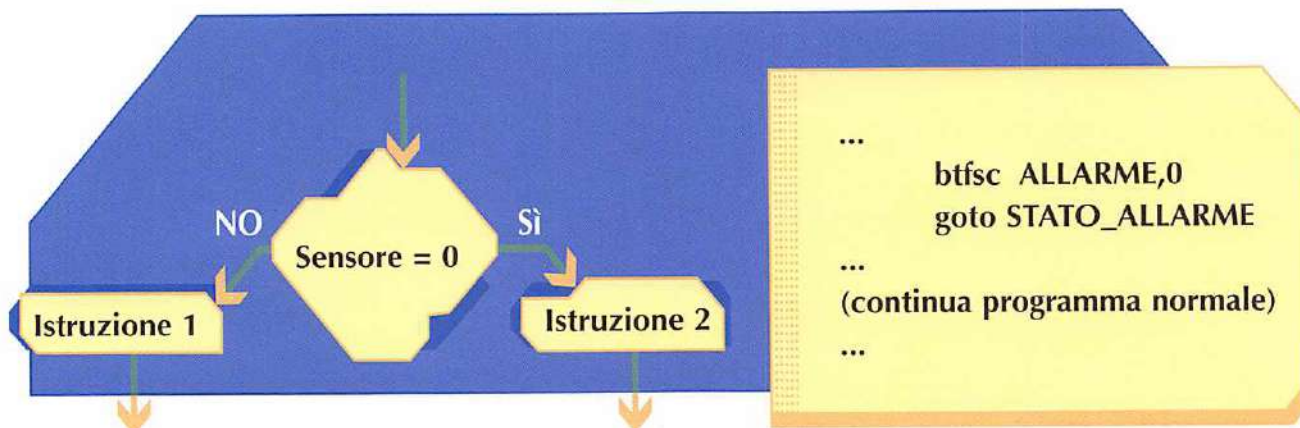 NO
Sì
Sensore = 0
Istruzione 1
Istruzione 2
...
btfsc ALLARME,0
goto STATO_ALLARME
...
(continua programma normale)
...